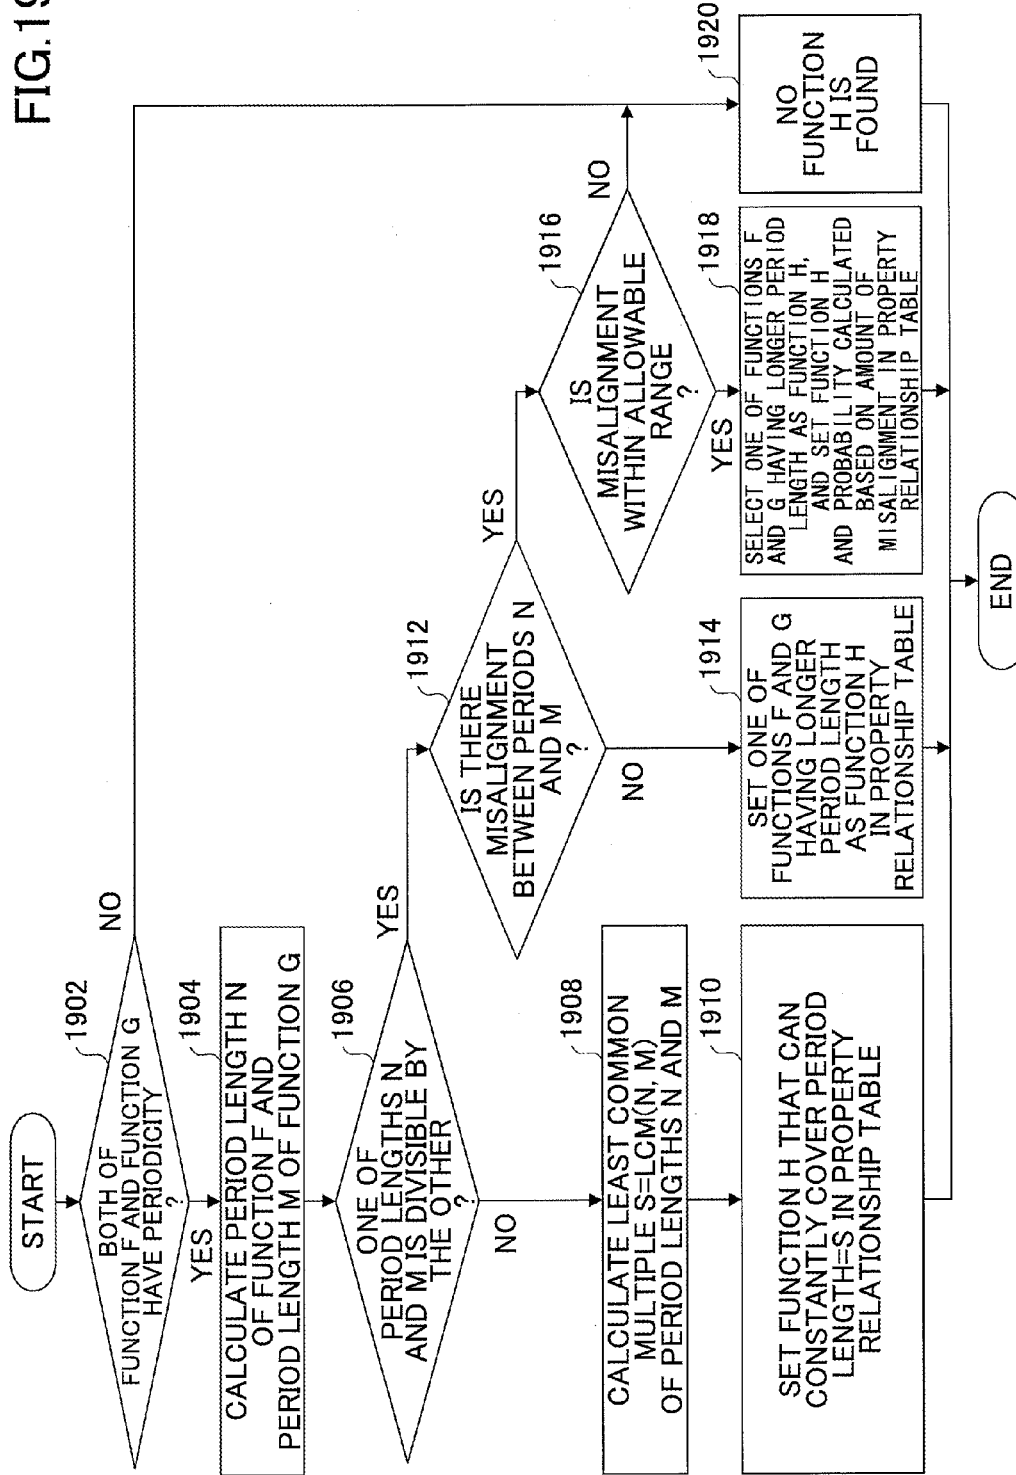 FIG.19
START
1902
BOTH OF
FUNCTION F AND FUNCTION G
HAVE PERIODICITY
?
NO
YES
1904
CALCULATE PERIOD LENGTH N
OF FUNCTION F AND
PERIOD LENGTH M OF FUNCTION G
1906
ONE OF
PERIOD LENGTHS N
AND M IS DIVISIBLE BY
THE OTHER
?
YES
NO
1908
CALCULATE LEAST COMMON
MULTIPLE S=LCM(N, M)
OF PERIOD LENGTHS N AND M
1910
SET FUNCTION H THAT CAN
CONSTANTLY COVER PERIOD
LENGTH=S IN PROPERTY
RELATIONSHIP TABLE
1912
IS THERE
MISALIGNMENT
BETWEEN PERIODS N
AND M
?
YES
NO
1914
SET ONE OF
FUNCTIONS F AND G
HAVING LONGER
PERIOD LENGTH
AS FUNCTION H
IN PROPERTY
RELATIONSHIP TABLE
1916
IS
MISALIGNMENT
WITHIN ALLOWABLE
RANGE
?
NO
YES
1918
SELECT ONE OF FUNCTIONS F
AND G HAVING LONGER PERIOD
LENGTH AS FUNCTION H,
AND SET FUNCTION H
AND PROBABILITY CALCULATED
BASED ON AMOUNT OF
MISALIGNMENT IN PROPERTY
RELATIONSHIP TABLE
1920
NO
FUNCTION
H IS
FOUND
END